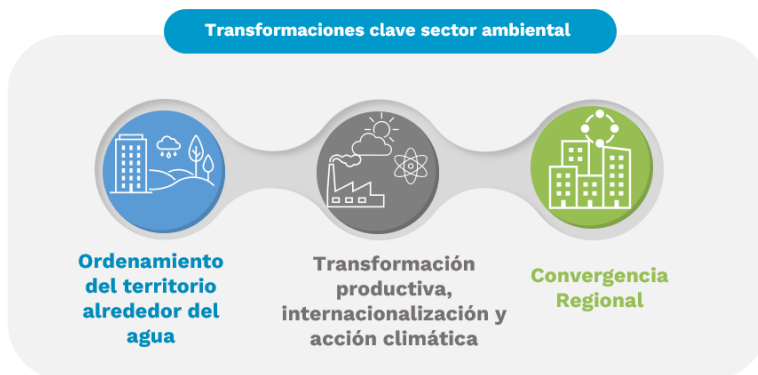 Transformaciones clave sector ambiental
Ordenamiento
del territorio
alrededor del
agua
Transformación
productiva,
internacionalización y
acción climática
Convergencia
Regional